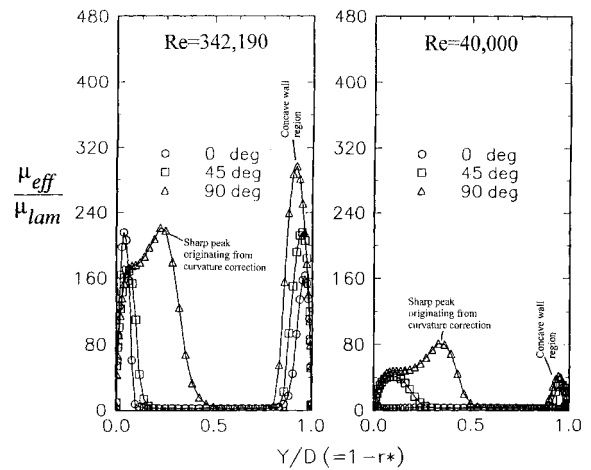 Re=342,190
Re=40,000
480
400
320
240
160
80
0
μeff
μlam
0 deg
45 deg
90 deg
Concave wall
region
Sharp peak
originating from
curvature correction
0.0
0.5
1.0
480
400
320
240
160
80
0
0 deg
45 deg
90 deg
Sharp peak
originating from
curvature correction
Concave wall
region
0.0
0.5
1.0
Y/D (=1-r*)